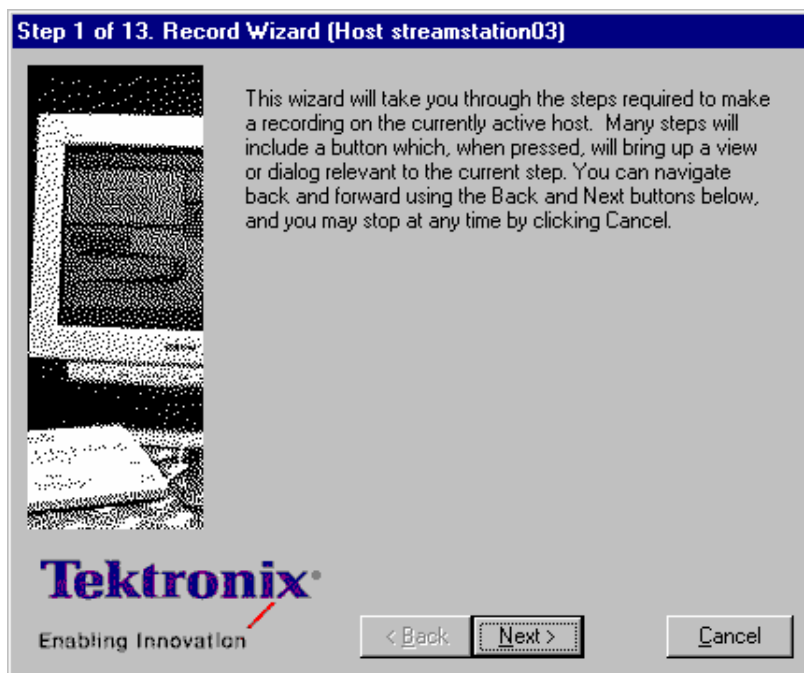 Step 1 of 13. Record Wizard (Host streamstation03)
This wizard will take you through the steps required to make
a recording on the currently active host. Many steps will
include a button which, when pressed, will bring up a view
or dialog relevant to the current step. You can navigate
back and forward using the Back and Next buttons below,
and you may stop at any time by clicking Cancel.
Tektronix
Enabling Innovation
< Back
Next >
Cancel